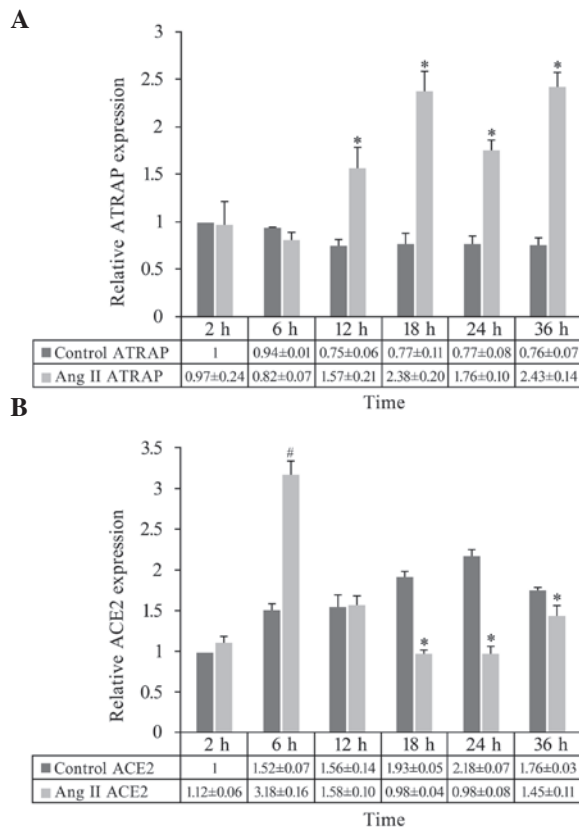 A
Relative ATRAP expression
3
2.5
2
1.5
1
0.5
0
* * * *
2 h 6 h 12 h 18 h 24 h 36 h
Control ATRAP 1 0.94±0.01 0.75±0.06 0.77±0.11 0.77±0.08 0.76±0.07
Ang II ATRAP 0.97±0.24 0.82±0.07 1.57±0.21 2.38±0.20 1.76±0.10 2.43±0.14
Time
B
Relative ACE2 expression
3.5
3
2.5
2
1.5
1
0.5
0
# * * *
2 h 6 h 12 h 18 h 24 h 36 h
Control ACE2 1 1.52±0.07 1.56±0.14 1.93±0.05 2.18±0.07 1.76±0.03
Ang II ACE2 1.12±0.06 3.18±0.16 1.58±0.10 0.98±0.04 0.98±0.08 1.45±0.11
Time